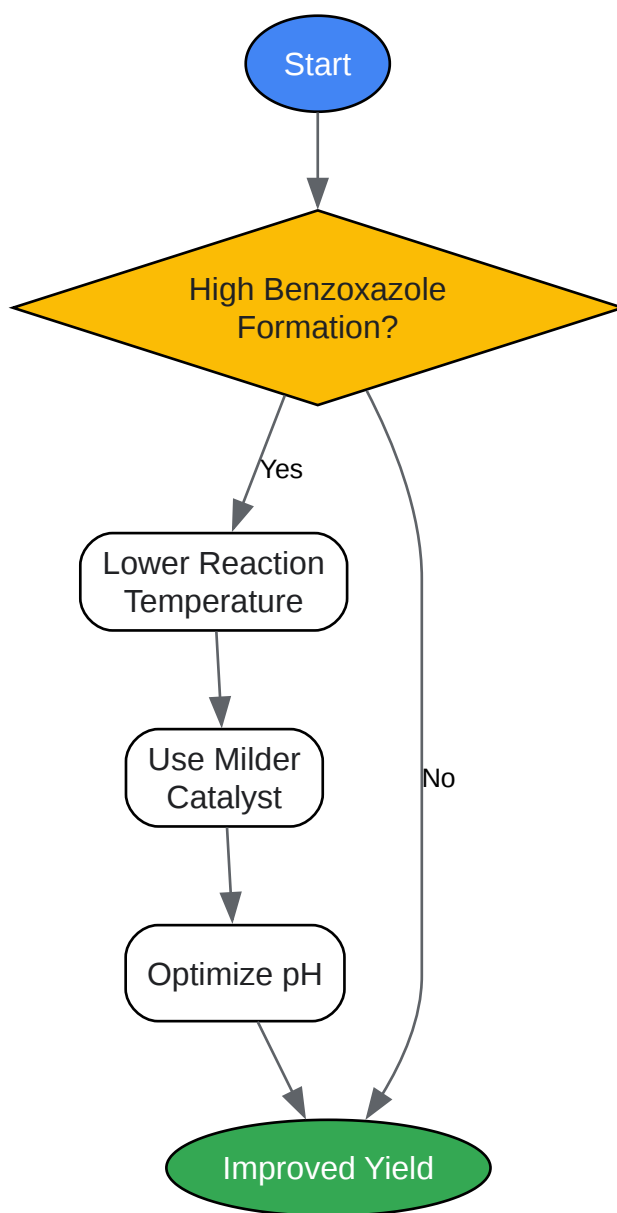 Start
High Benzoxazole
Formation?
Yes
Lower Reaction
Temperature
Use Milder
Catalyst
No
Optimize pH
Improved Yield